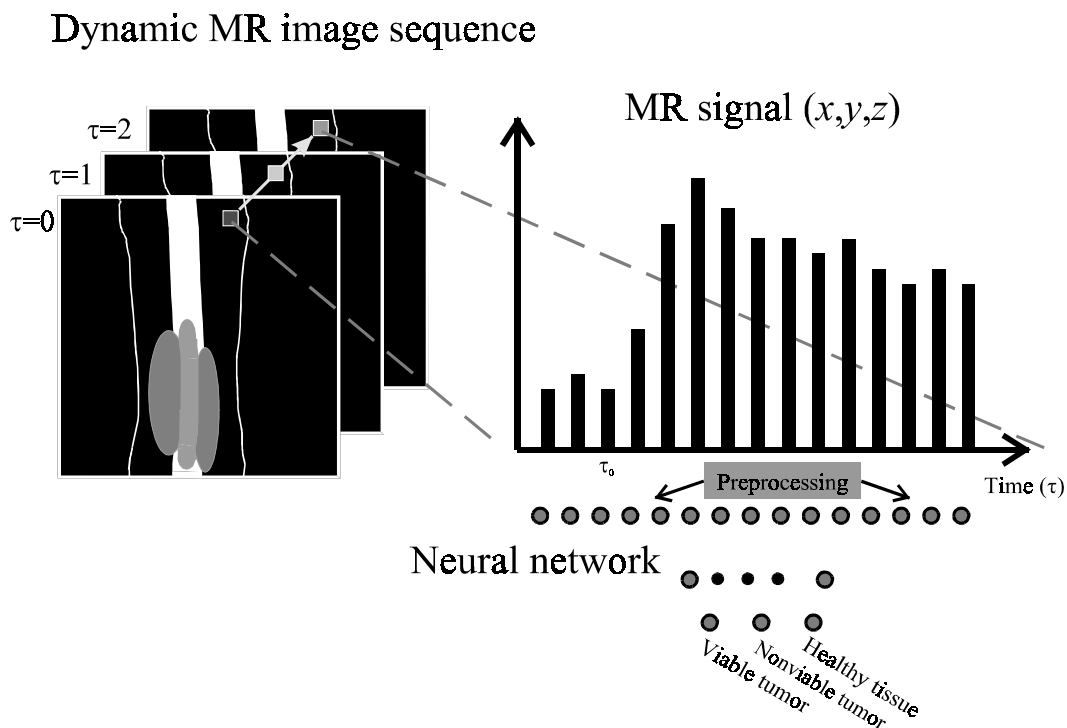 Dynamic MR image sequence
MR signal (x,y,z)
τ=2
τ=1
τ=0
τ₀
Time (τ)
Preprocessing
Neural network
Viable tumor
Nonviable tumor
Healthy tissue